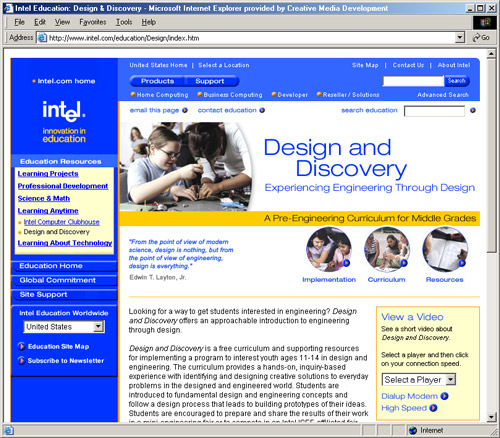 Intel Education: Design & Discovery - Microsoft Internet Explorer provided by Creative Media Development
File Edit View Favorites Tools Help
Address http://www.intel.com/education/Design/index.htm Go
United States Home | Select a Location
Site Map | Contact Us | About Intel
Intel.com home
Products Support
Search
Home Computing Business Computing Developer Reseller / Solutions Advanced Search
email this page contact education search education
intel
innovation in
education
Design and
Discovery
Experiencing Engineering Through Design
Education Resources
Learning Projects
Professional Development
Science & Math
Learning Anytime
Intel Computer Clubhouse
Design and Discovery
Learning About Technology
Education Home
Global Commitment
Site Support
Intel Education Worldwide
United States
Education Site Map
Subscribe to Newsletter
A Pre-Engineering Curriculum for Middle Grades
"From the point of view of modern
science, design is nothing, but from
the point of view of engineering,
design is everything."
Edwin T. Layton, Jr.
Implementation Curriculum Resources
Looking for a way to get students interested in engineering? Design
and Discovery offers an approachable introduction to engineering
through design.
Design and Discovery is a free curriculum and supporting resources
for implementing a program to interest youth ages 11-14 in design and
engineering. The curriculum provides a hands-on, inquiry-based
experience with identifying and designing creative solutions to everyday
problems in the designed and engineered world. Students are
introduced to fundamental design and engineering concepts and
follow a design process that leads to building prototypes of their ideas.
Students are encouraged to prepare and share the results of their work
View a Video
See a short video about
Design and Discovery.
Select a player and then click
on your connection speed.
Select a Player
Dialup Modem
High Speed
Internet